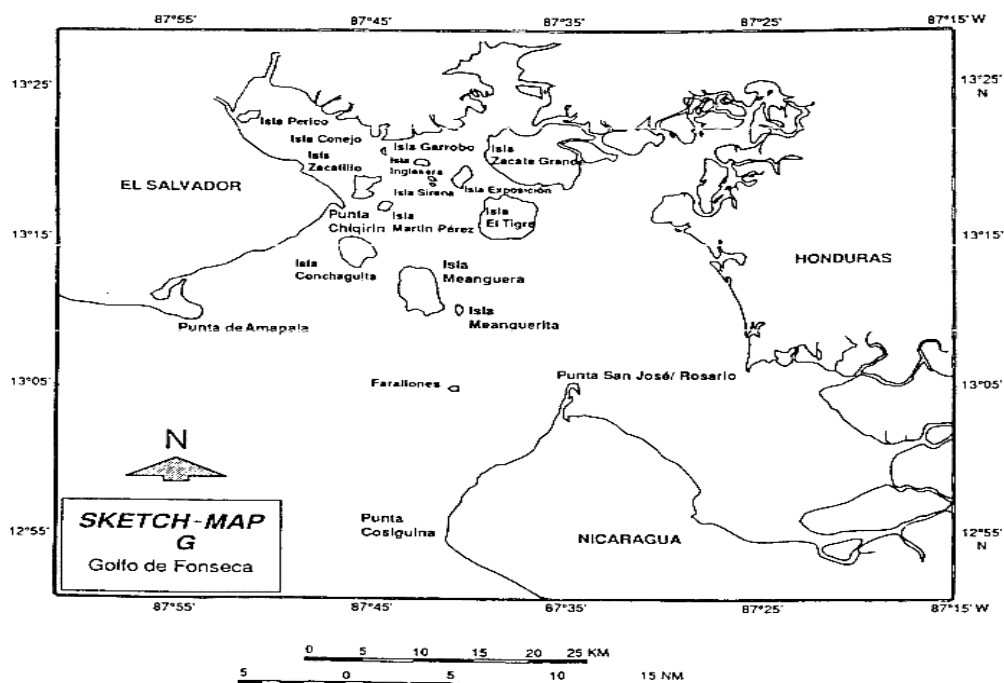 87°55' 87°45' 87°35' 87°25' 87°15' W
13°25' 13°25'
N
Isla Perico
Isla Conejo Isla Garrobo
Isla
Zacatillo
Isla
Inglesera
Isla
Zacate Grande
EL SALVADOR
Isla Sirena Isla Exposición
Punta
Chiqirín
Isla
Martín Pérez
Isla
El Tigre
13°15' 13°15'
HONDURAS
Isla
Conchaguita
Isla
Meanguera
Isla
Meanguerita
Punta de Amapala
13°05' 13°05'
Farallones
Punta San José/ Rosario
N
SKETCH-MAP
G
Golfo de Fonseca
Punta
Cosigüina
NICARAGUA
12°55' 12°55'
N
87°55' 87°45' 87°35' 87°25' 87°15' W
0 5 10 15 20 25 KM
5 0 5 10 15 NM